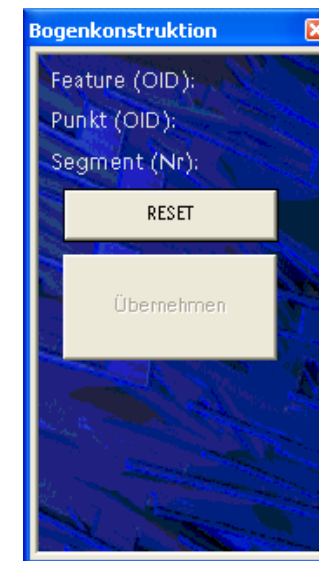 Bogenkonstruktion
Feature (OID):
Punkt (OID):
Segment (Nr):
RESET
Übernehmen